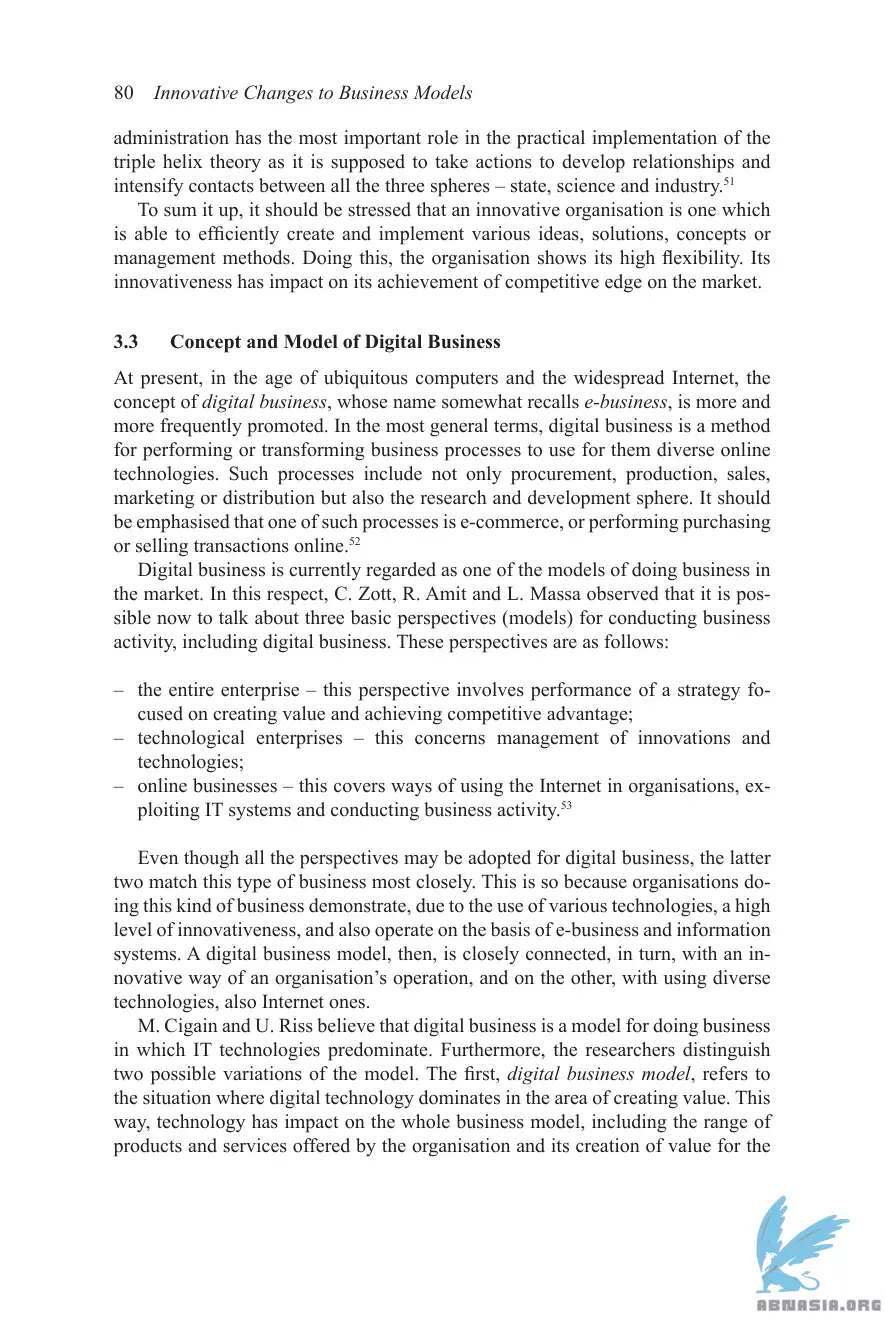 80 Innovative Changes to Business Models
administration has the most important role in the practical implementation of the
triple helix theory as it is supposed to take actions to develop relationships and
intensify contacts between all the three spheres – state, science and industry.51
To sum it up, it should be stressed that an innovative organisation is one which
is able to efficiently create and implement various ideas, solutions, concepts or
management methods. Doing this, the organisation shows its high flexibility. Its
innovativeness has impact on its achievement of competitive edge on the market.
3.3 Concept and Model of Digital Business
At present, in the age of ubiquitous computers and the widespread Internet, the
concept of digital business, whose name somewhat recalls e-business, is more and
more frequently promoted. In the most general terms, digital business is a method
for performing or transforming business processes to use for them diverse online
technologies. Such processes include not only procurement, production, sales,
marketing or distribution but also the research and development sphere. It should
be emphasised that one of such processes is e-commerce, or performing purchasing
or selling transactions online.52
Digital business is currently regarded as one of the models of doing business in
the market. In this respect, C. Zott, R. Amit and L. Massa observed that it is pos-
sible now to talk about three basic perspectives (models) for conducting business
activity, including digital business. These perspectives are as follows:
– the entire enterprise – this perspective involves performance of a strategy fo-
cused on creating value and achieving competitive advantage;
– technological enterprises – this concerns management of innovations and
technologies;
– online businesses – this covers ways of using the Internet in organisations, ex-
ploiting IT systems and conducting business activity.53
Even though all the perspectives may be adopted for digital business, the latter
two match this type of business most closely. This is so because organisations do-
ing this kind of business demonstrate, due to the use of various technologies, a high
level of innovativeness, and also operate on the basis of e-business and information
systems. A digital business model, then, is closely connected, in turn, with an in-
novative way of an organisation’s operation, and on the other, with using diverse
technologies, also Internet ones.
M. Cigain and U. Riss believe that digital business is a model for doing business
in which IT technologies predominate. Furthermore, the researchers distinguish
two possible variations of the model. The first, digital business model, refers to
the situation where digital technology dominates in the area of creating value. This
way, technology has impact on the whole business model, including the range of
products and services offered by the organisation and its creation of value for the
ABNASIA.ORG